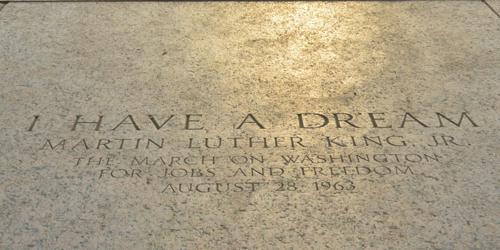 I HAVE A DREAM
MARTIN LUTHER KING, JR.
THE MARCH ON WASHINGTON
FOR JOBS AND FREEDOM
AUGUST 28, 1963